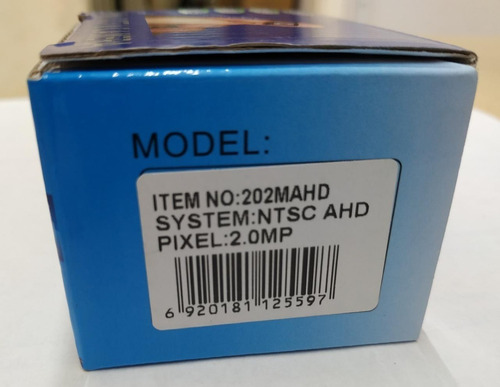 MODEL:
ITEM NO:202MAHD
SYSTEM:NTSC AHD
PIXEL:2.0MP
6 920181 125597